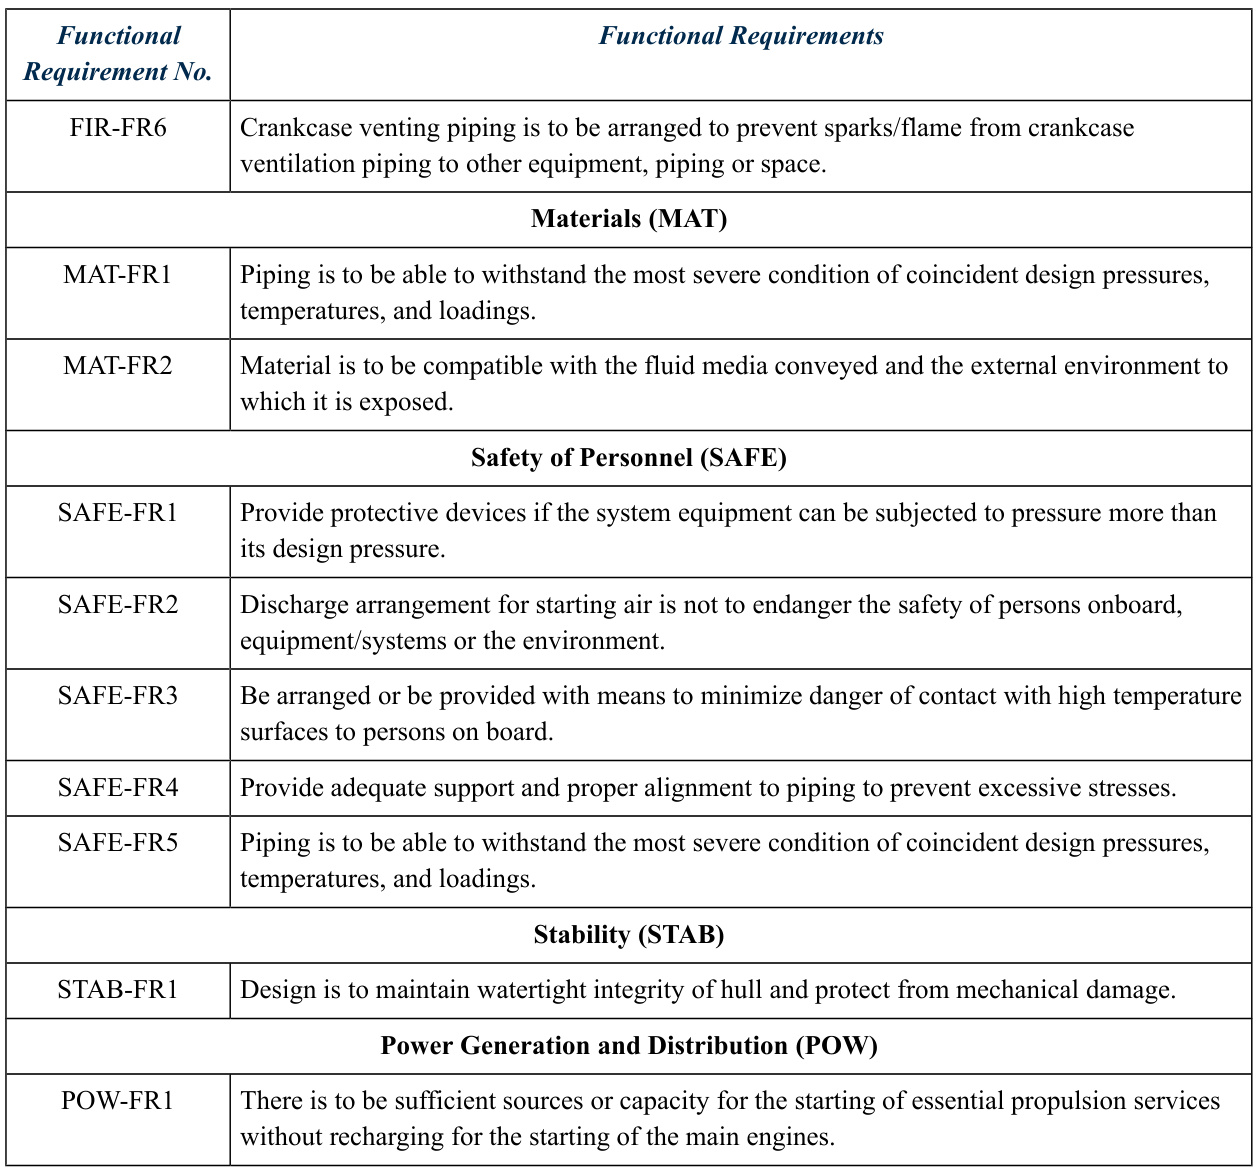 Functional
Requirement No.
Functional Requirements
FIR-FR6
Crankcase venting piping is to be arranged to prevent sparks/flame from crankcase
ventilation piping to other equipment, piping or space.
Materials (MAT)
MAT-FR1
Piping is to be able to withstand the most severe condition of coincident design pressures,
temperatures, and loadings.
MAT-FR2
Material is to be compatible with the fluid media conveyed and the external environment to
which it is exposed.
Safety of Personnel (SAFE)
SAFE-FR1
Provide protective devices if the system equipment can be subjected to pressure more than
its design pressure.
SAFE-FR2
Discharge arrangement for starting air is not to endanger the safety of persons onboard,
equipment/systems or the environment.
SAFE-FR3
Be arranged or be provided with means to minimize danger of contact with high temperature
surfaces to persons on board.
SAFE-FR4
Provide adequate support and proper alignment to piping to prevent excessive stresses.
SAFE-FR5
Piping is to be able to withstand the most severe condition of coincident design pressures,
temperatures, and loadings.
Stability (STAB)
STAB-FR1
Design is to maintain watertight integrity of hull and protect from mechanical damage.
Power Generation and Distribution (POW)
POW-FR1
There is to be sufficient sources or capacity for the starting of essential propulsion services
without recharging for the starting of the main engines.